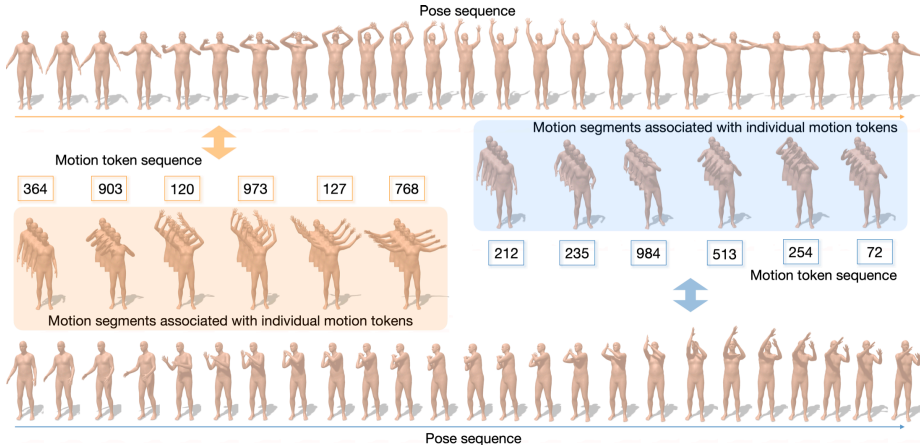 Pose sequence
Motion segments associated with individual motion tokens
Motion token sequence
364 903 120 973 127 768
212 235 984 513 254 72
Motion token sequence
Motion segments associated with individual motion tokens
Pose sequence